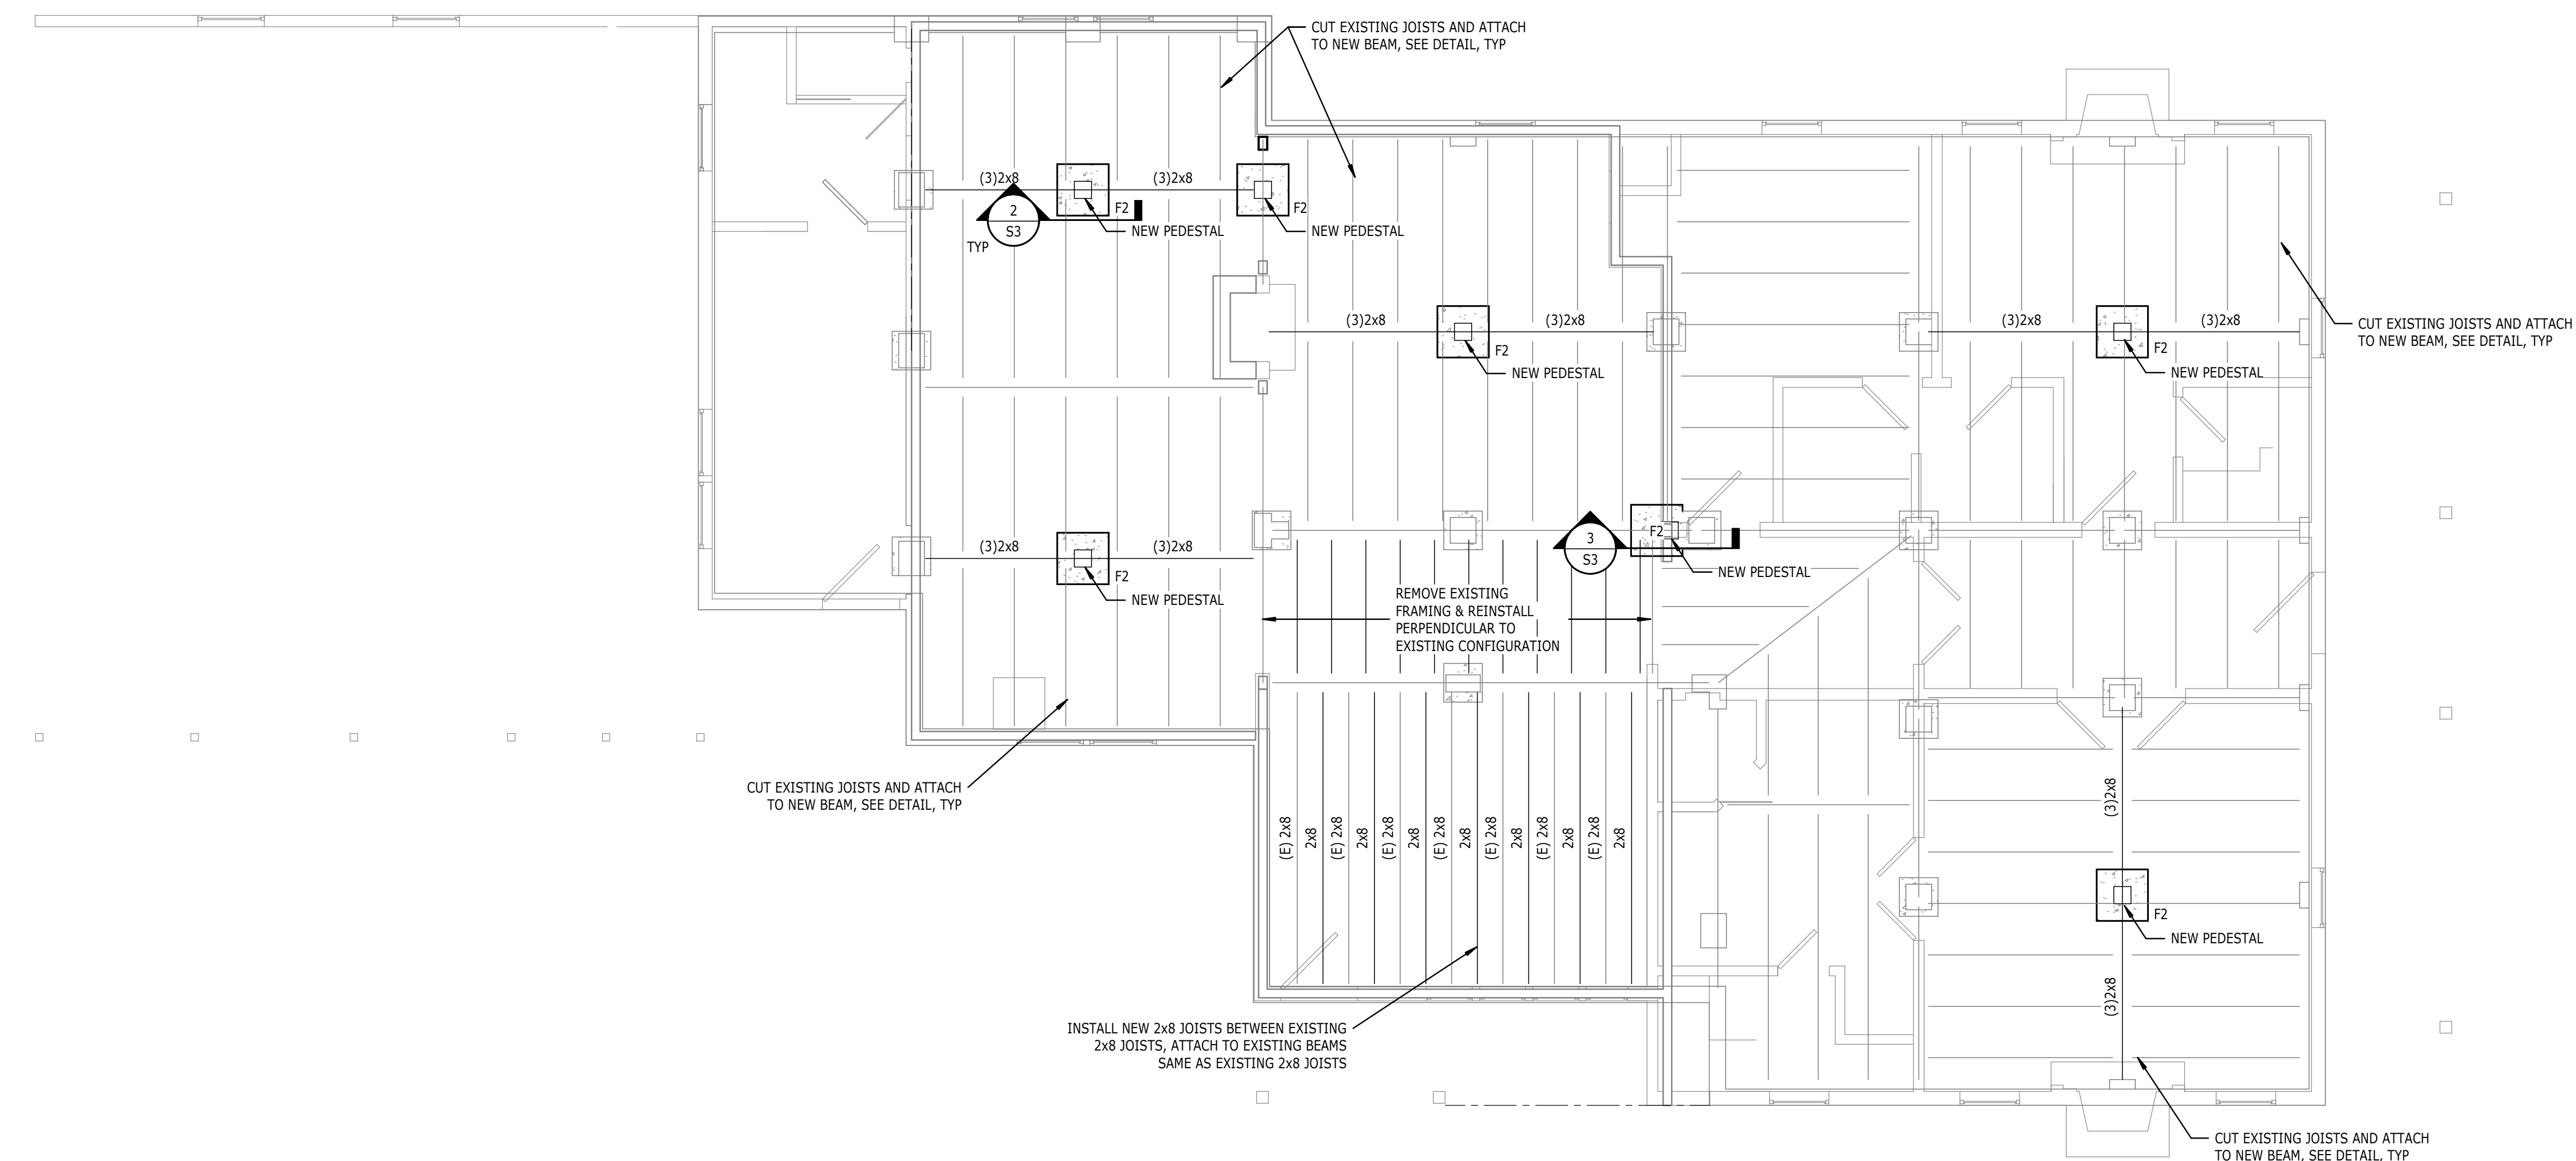 CUT EXISTING JOISTS AND ATTACH
TO NEW BEAM, SEE DETAIL, TYP
(3)2x8
(3)2x8
F2
F2
2
S3
TYP
NEW PEDESTAL
NEW PEDESTAL
(3)2x8
(3)2x8
F2
NEW PEDESTAL
(3)2x8
(3)2x8
F2
NEW PEDESTAL
CUT EXISTING JOISTS AND ATTACH
TO NEW BEAM, SEE DETAIL, TYP
(3)2x8
(3)2x8
F2
NEW PEDESTAL
3
S3
F2
NEW PEDESTAL
REMOVE EXISTING
FRAMING & REINSTALL
PERPENDICULAR TO
EXISTING CONFIGURATION
CUT EXISTING JOISTS AND ATTACH
TO NEW BEAM, SEE DETAIL, TYP
(E) 2x8
2x8
(E) 2x8
2x8
(E) 2x8
2x8
(E) 2x8
2x8
(E) 2x8
2x8
(E) 2x8
2x8
(E) 2x8
2x8
(3)2x8
F2
NEW PEDESTAL
(3)2x8
INSTALL NEW 2x8 JOISTS BETWEEN EXISTING
2x8 JOISTS, ATTACH TO EXISTING BEAMS
SAME AS EXISTING 2x8 JOISTS
CUT EXISTING JOISTS AND ATTACH
TO NEW BEAM, SEE DETAIL, TYP